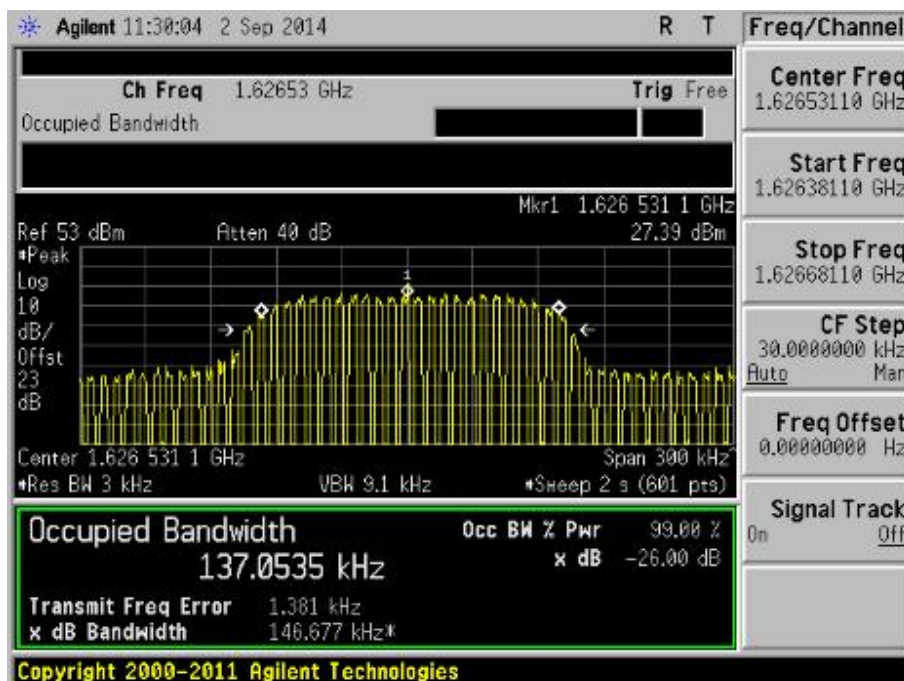 Agilent 11:30:04 2 Sep 2014 R T
Freq/Channel
Ch Freq 1.62653 GHz Trig Free
Occupied Bandwidth
Center Freq
1.62653110 GHz
Start Freq
1.62638110 GHz
Stop Freq
1.62668110 GHz
CF Step
30.0000000 kHz
Auto Man
Freq Offset
0.00000000 Hz
Signal Track
On Off
Mkr1 1.626 531 1 GHz
Ref 53 dBm Atten 40 dB 27.39 dBm
*Peak
Log
10
dB/
Offst
23
dB
1
Center 1.626 531 1 GHz Span 300 kHz
*Res BW 3 kHz VBW 9.1 kHz *Sweep 2 s (601 pts)
Occupied Bandwidth Occ BW % Pwr 99.00 %
137.0535 kHz x dB -26.00 dB
Transmit Freq Error 1.381 kHz
x dB Bandwidth 146.677 kHz*
Copyright 2000-2011 Agilent Technologies